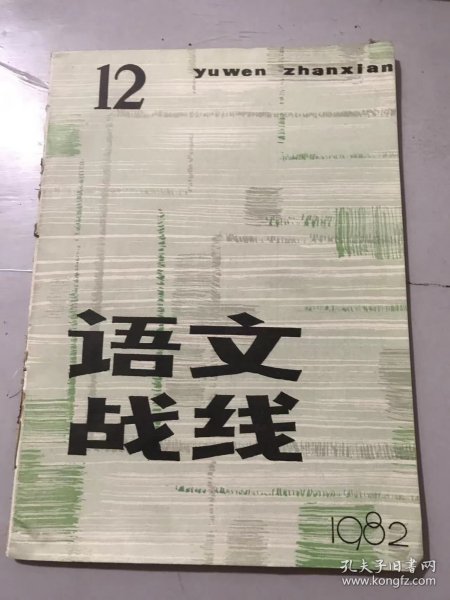 12 yuwen zhanxian
语文
战线
1982
孔夫子旧书网
www.kongfz.com